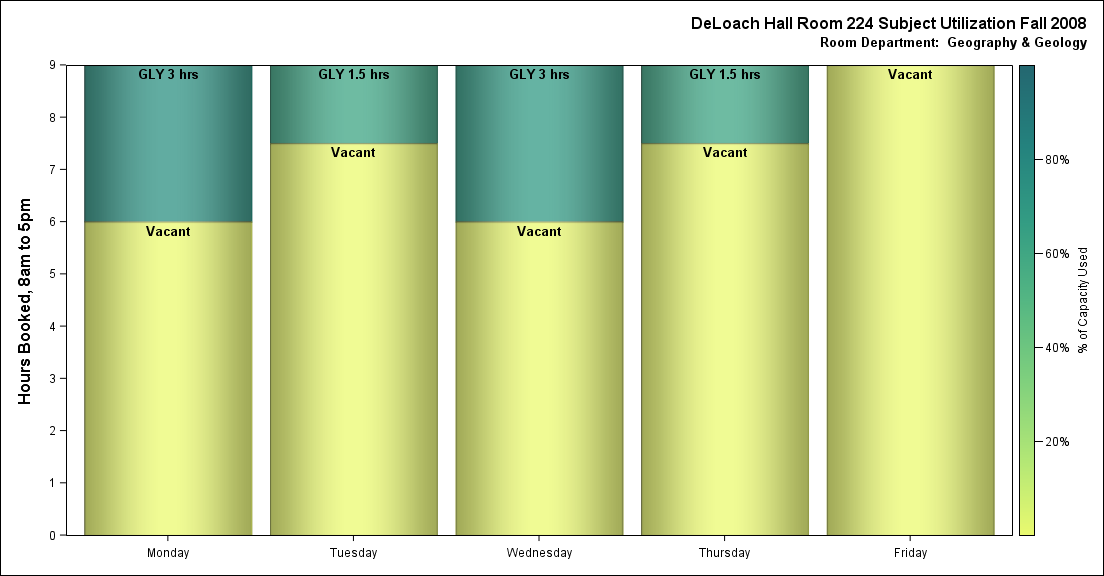 DeLoach Hall Room 224 Subject Utilization Fall 2008
Room Department:  Geography & Geology
Hours Booked, 8am to 5pm
9
8
7
6
5
4
3
2
1
0
GLY 3 hrs
Vacant
GLY 1.5 hrs
Vacant
GLY 3 hrs
Vacant
GLY 1.5 hrs
Vacant
Vacant
Monday
Tuesday
Wednesday
Thursday
Friday
80%
60%
40%
20%
% of Capacity Used